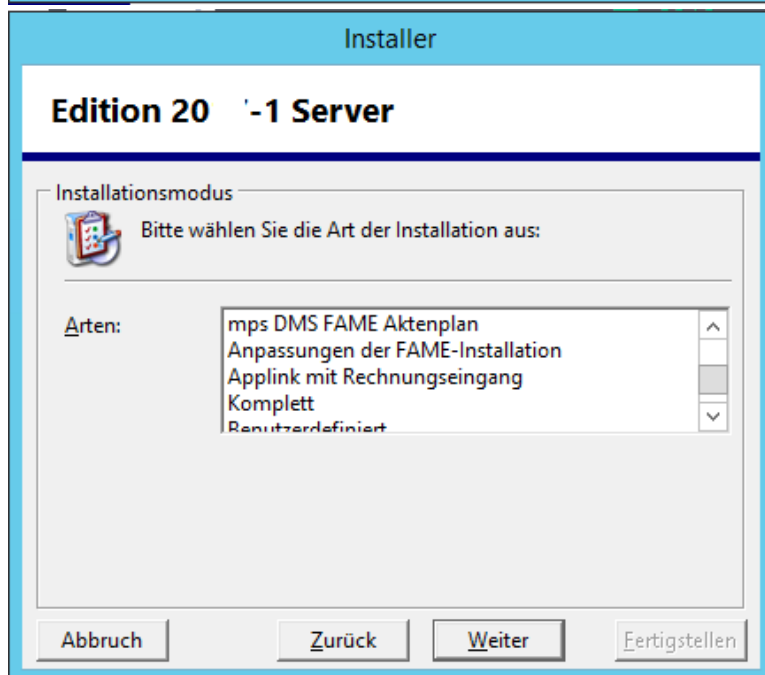 Installer
Edition 20 '-1 Server
Installationsmodus
Bitte wählen Sie die Art der Installation aus:
Arten:
mps DMS FAME Aktenplan
Anpassungen der FAME-Installation
Applink mit Rechnungseingang
Komplett
Benutzerdefiniert
Abbruch
Zurück
Weiter
Fertigstellen